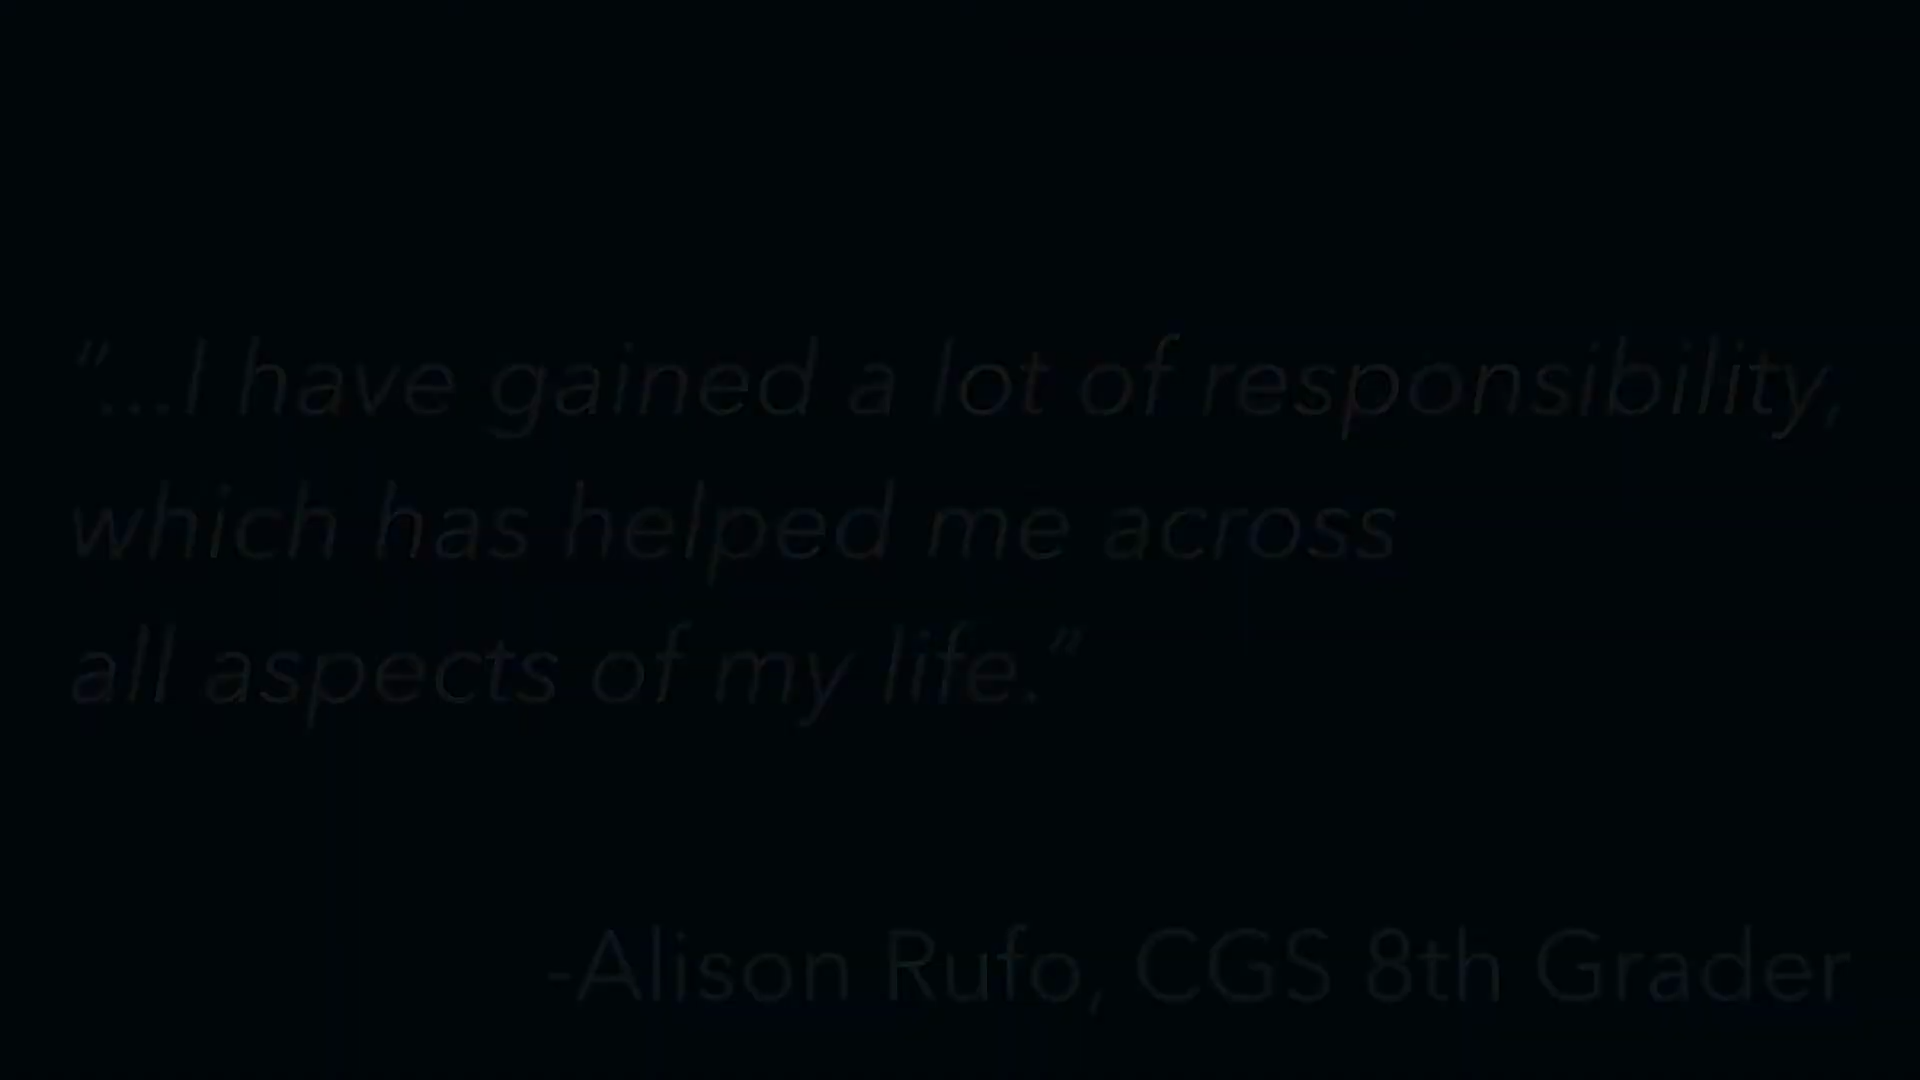 "...I have gained a lot of responsibility,
which has helped me across
all aspects of my life."
-Alison Rufo, CGS 8th Grader